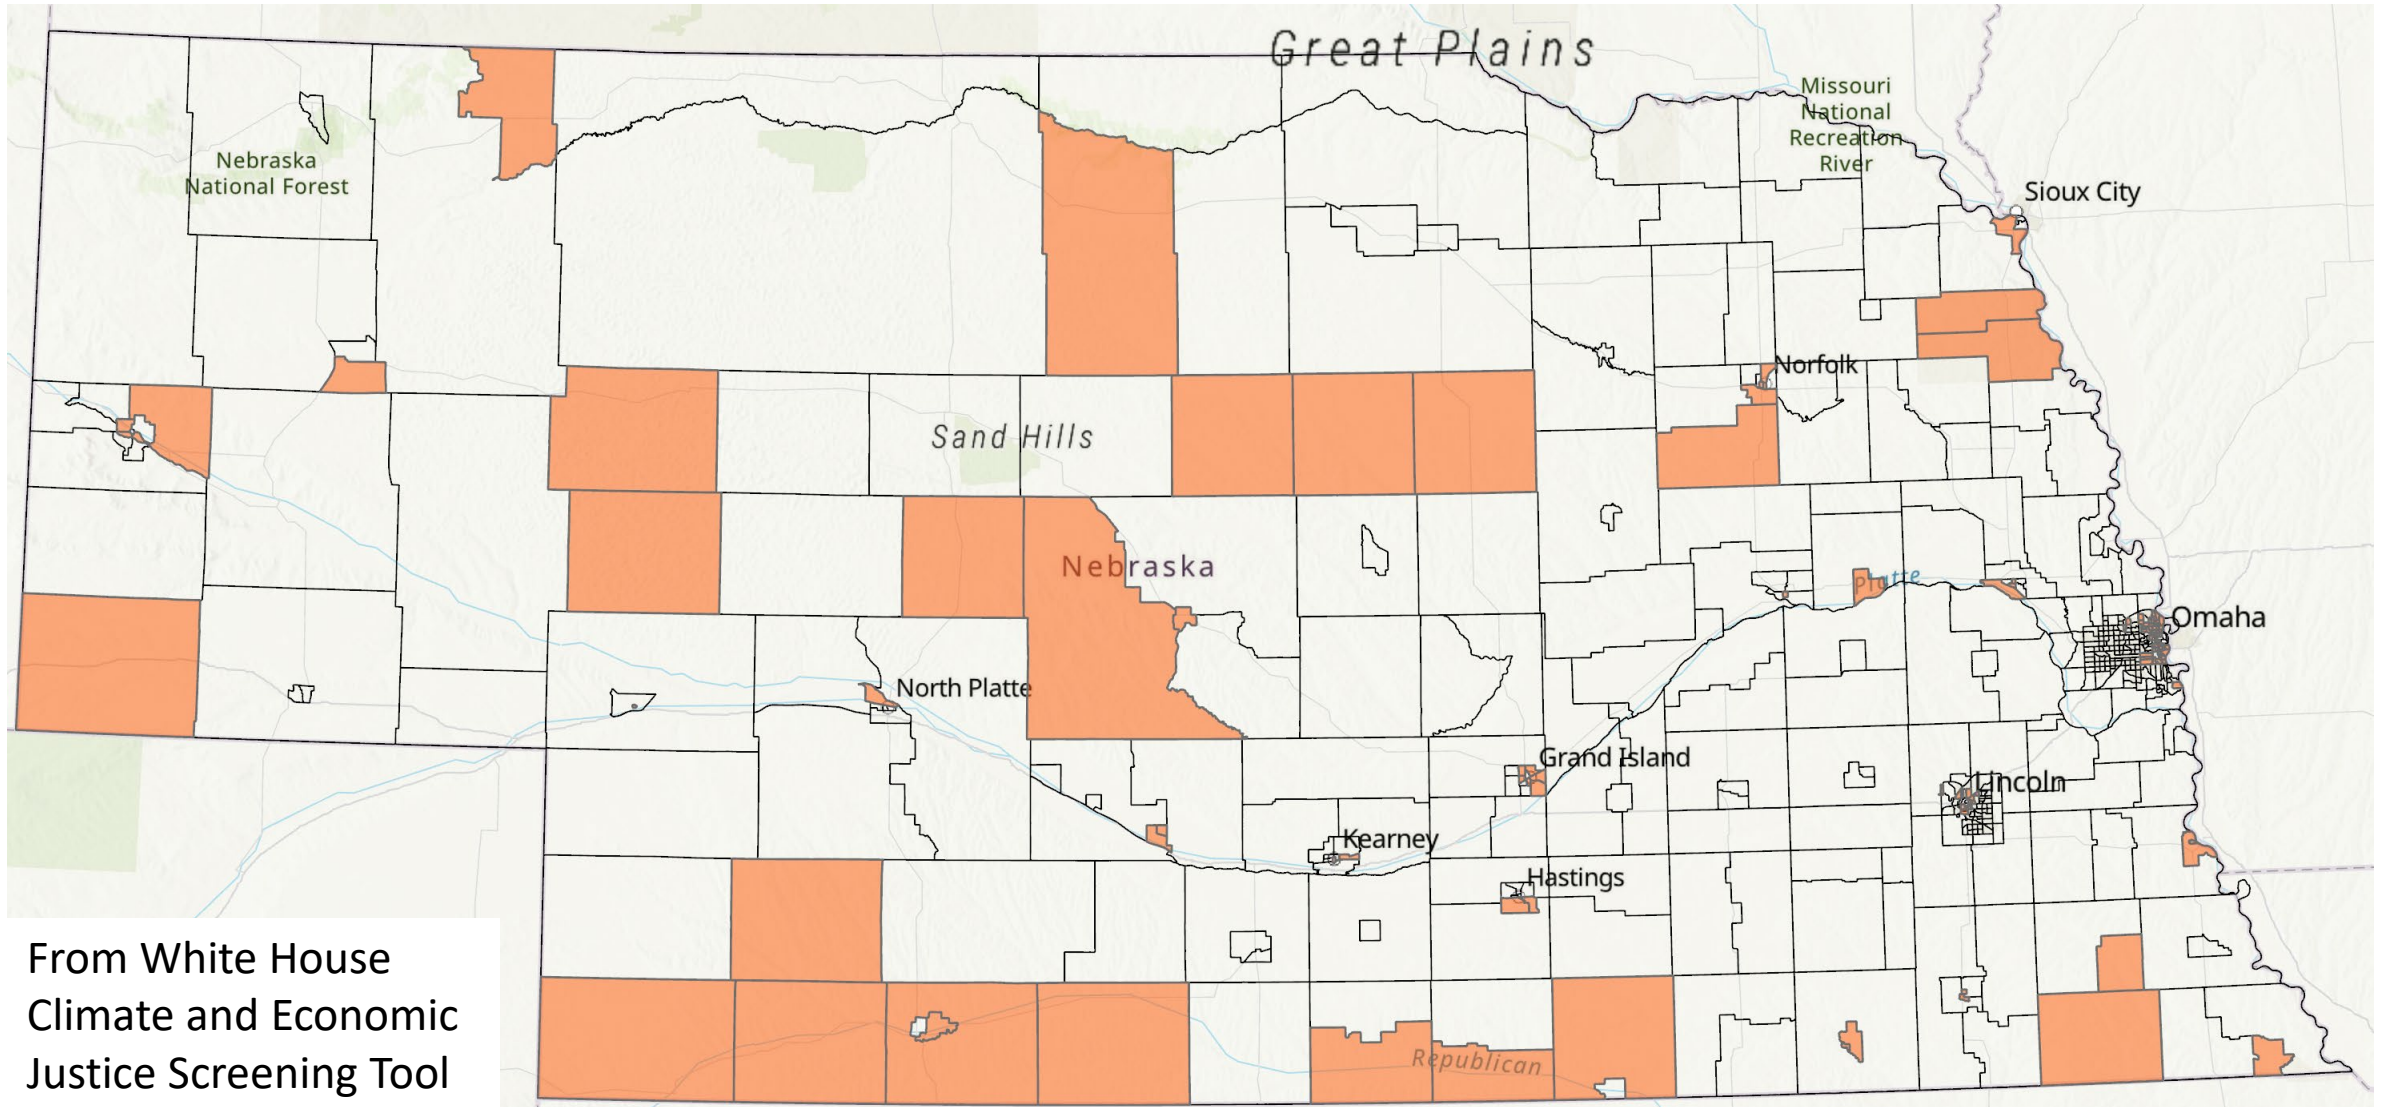 Great Plains
Missouri
National
Recreation
River
Nebraska
National Forest
Sioux City
Norfolk
Sand Hills
Nebraska
Platte
Omaha
North Platte
Grand Island
Lincoln
Kearney
Hastings
Republican
From White House
Climate and Economic
Justice Screening Tool